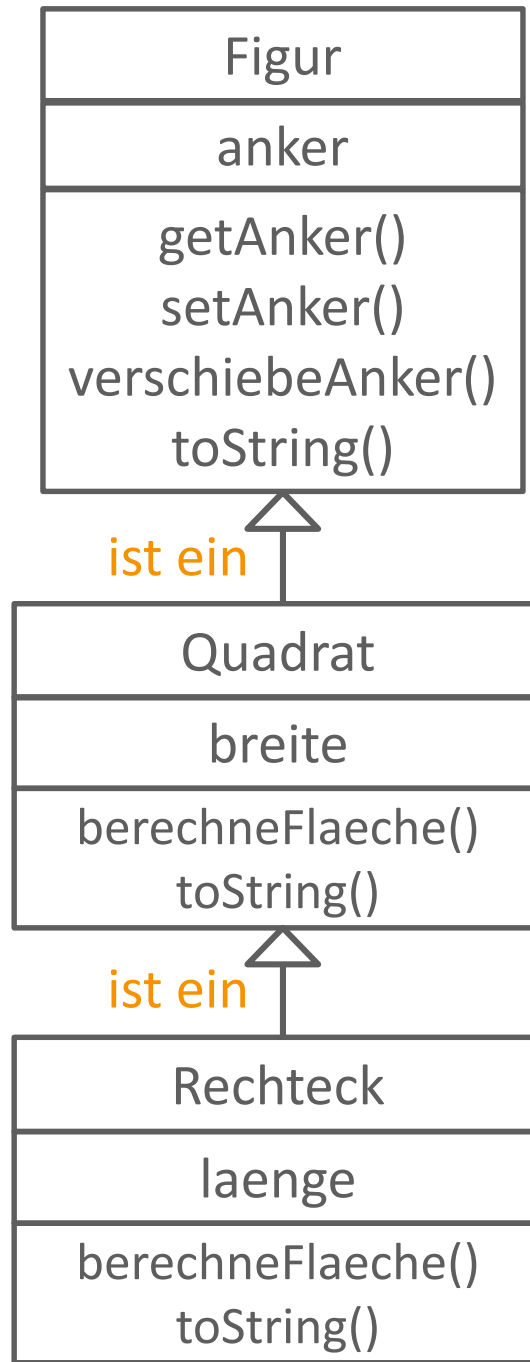 Figur
anker
getAnker()
setAnker()
verschiebeAnker()
toString()
ist ein
Quadrat
breite
berechneFlaeche()
toString()
ist ein
Rechteck
laenge
berechneFlaeche()
toString()